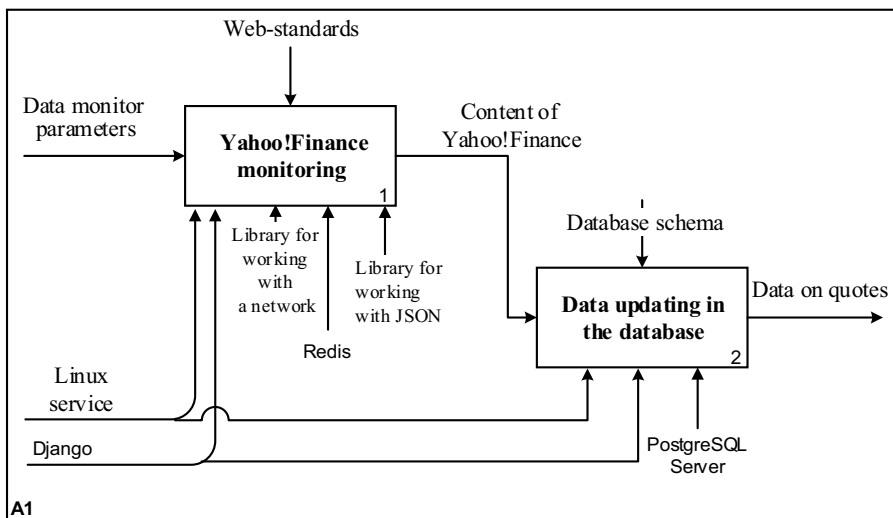 Web-standards
Data monitor
parameters
Yahoo!Finance
monitoring
1
Content of
Yahoo!Finance
Library for
working
with
a network
Library for
working
with JSON
Redis
Database schema
Data updating in
the database
2
Data on quotes
Linux
service
Django
PostgreSQL
Server
A1